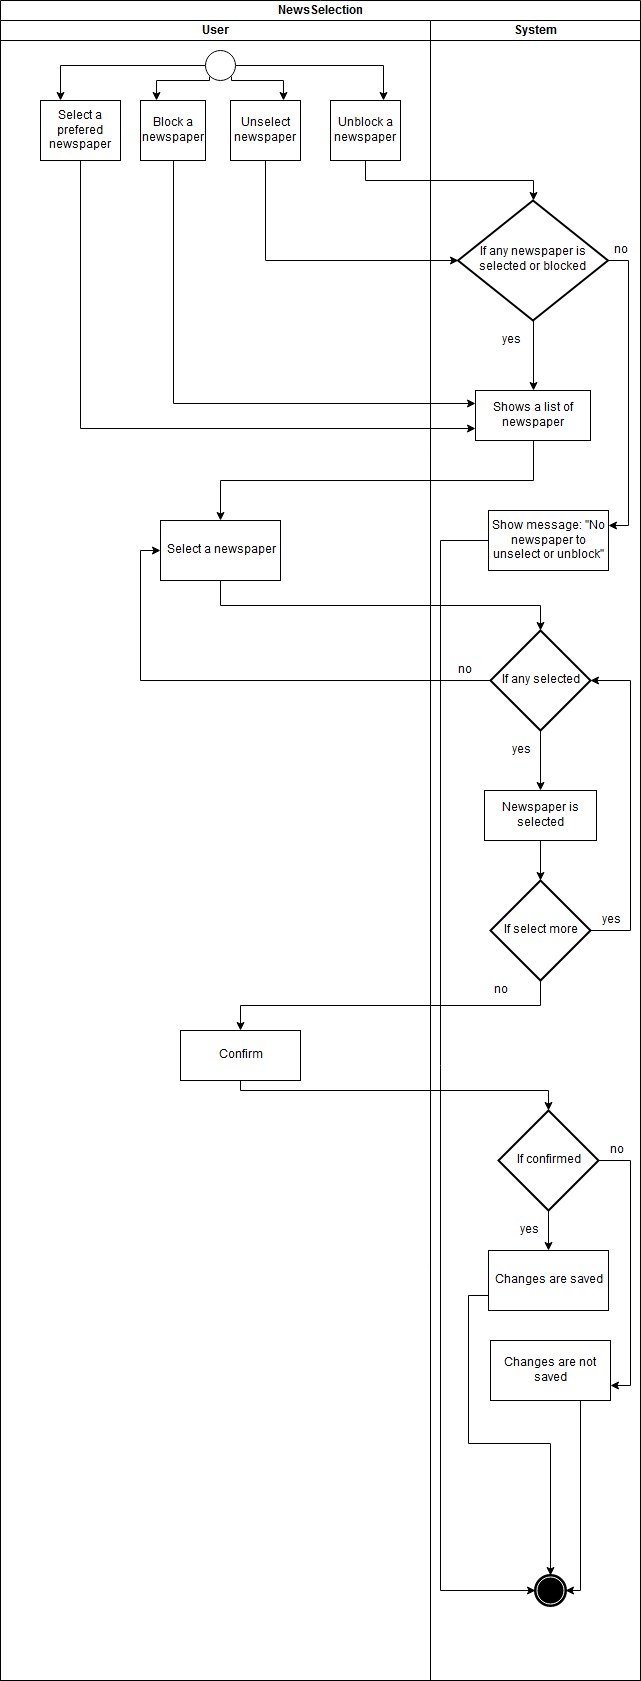 NewsSelection
User
System
Select a
prefered
newspaper
Block a
newspaper
Unselect
newspaper
Unblock a
newspaper
If any newspaper is
selected or blocked
no
yes
Shows a list of
newspaper
Select a newspaper
Show message: "No
newspaper to
unselect or unblock"
no
If any selected
yes
Newspaper is
selected
If select more
yes
no
Confirm
If confirmed
no
yes
Changes are saved
Changes are not
saved